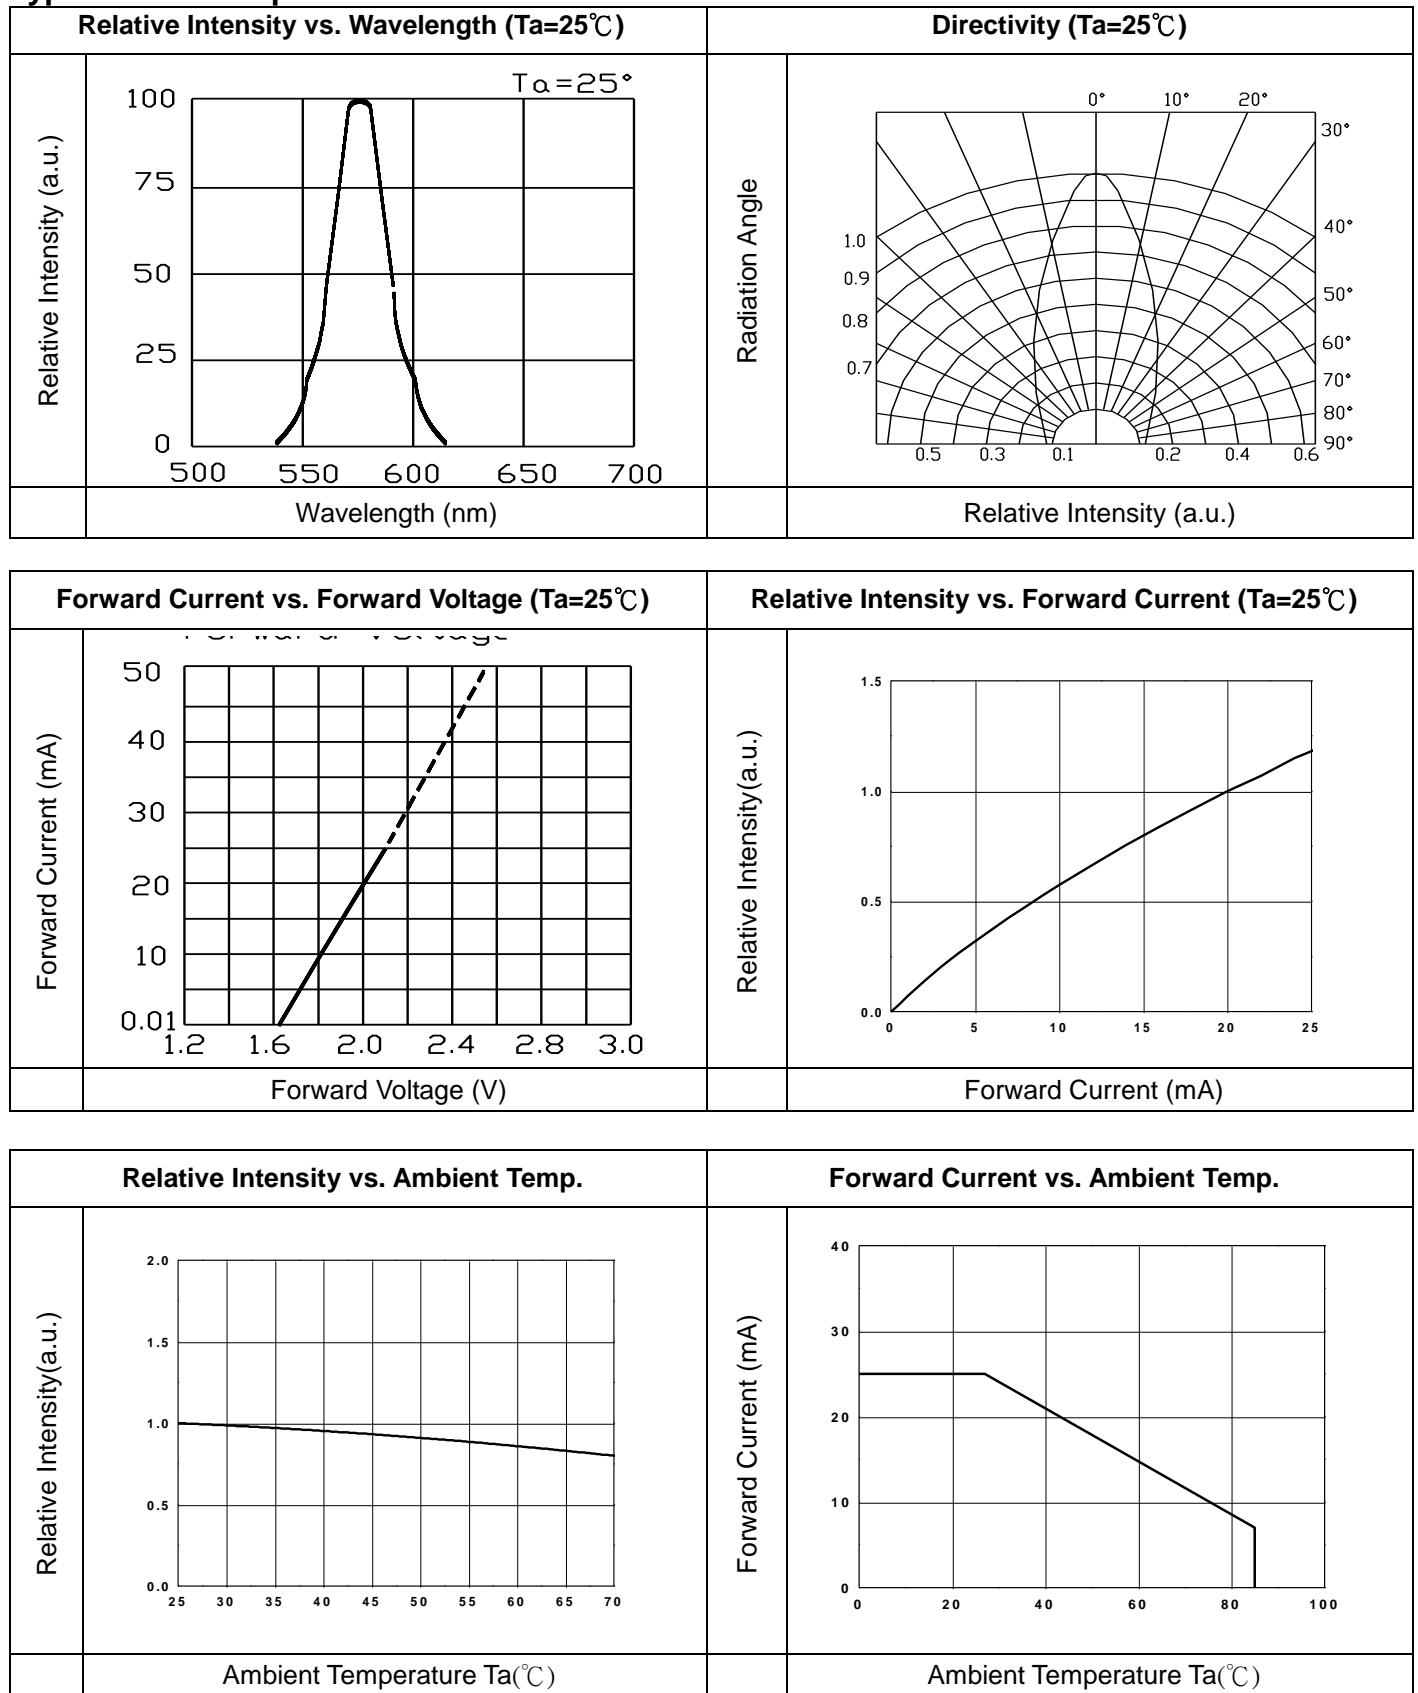 Relative Intensity vs. Wavelength (Ta=25℃)
Directivity (Ta=25℃)
Relative Intensity (a.u.)
Ta=25°
100
75
50
25
0
500 550 600 650 700
Wavelength (nm)
Radiation Angle
0° 10° 20°
30°
40°
50°
60°
70°
80°
90°
1.0
0.9
0.8
0.7
0.5 0.3 0.1 0.2 0.4 0.6
Relative Intensity (a.u.)
Forward Current vs. Forward Voltage (Ta=25℃)
Relative Intensity vs. Forward Current (Ta=25℃)
Forward Current (mA)
50
40
30
20
10
0.01
1.2 1.6 2.0 2.4 2.8 3.0
Forward Voltage (V)
Relative Intensity(a.u.)
1.5
1.0
0.5
0.0
0 5 10 15 20 25
Forward Current (mA)
Relative Intensity vs. Ambient Temp.
Forward Current vs. Ambient Temp.
Relative Intensity(a.u.)
2.0
1.5
1.0
0.5
0.0
25 30 35 40 45 50 55 60 65 70
Ambient Temperature Ta(℃)
Forward Current (mA)
40
30
20
10
0
0 20 40 60 80 100
Ambient Temperature Ta(℃)